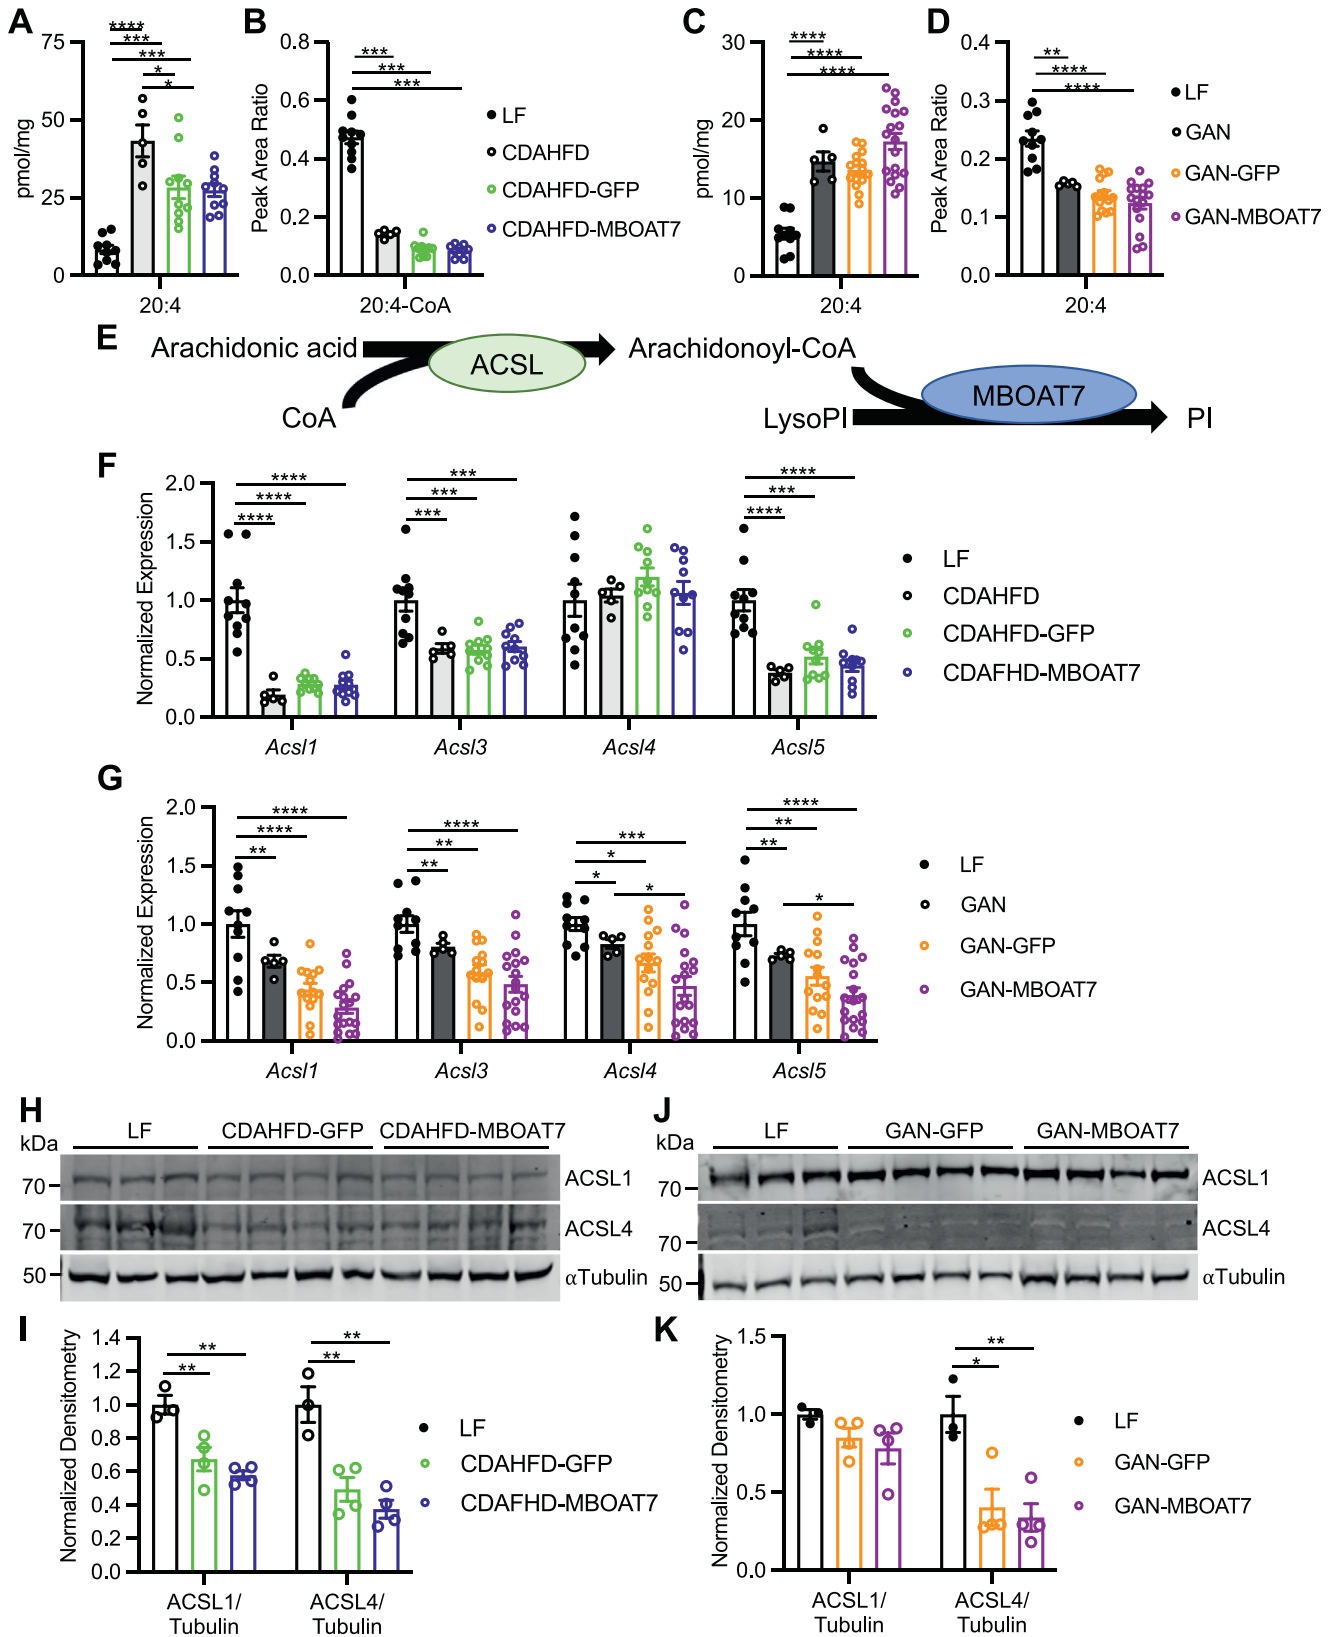 A
****
***
***
*
*
75
50
25
0
pmol/mg
20:4
B
***
***
***
0.8
0.6
0.4
0.2
0.0
Peak Area Ratio
20:4-CoA
LF
CDAHFD
CDAHFD-GFP
CDAHFD-MBOAT7
C
****
****
****
30
20
10
0
pmol/mg
20:4
D
**
****
****
0.4
0.3
0.2
0.1
0.0
Peak Area Ratio
20:4
LF
GAN
GAN-GFP
GAN-MBOAT7
E
Arachidonic acid
ACSL
Arachidonoyl-CoA
CoA
MBOAT7
LysoPI
PI
F
2.0
1.5
1.0
0.5
0.0
Normalized Expression
****
****
****
***
***
***
****
***
****
Acsl1
Acsl3
Acsl4
Acsl5
LF
CDAHFD
CDAHFD-GFP
CDAFHD-MBOAT7
G
2.0
1.5
1.0
0.5
0.0
Normalized Expression
****
****
**
****
**
**
***
*
*
*
****
**
**
*
Acsl1
Acsl3
Acsl4
Acsl5
LF
GAN
GAN-GFP
GAN-MBOAT7
H
kDa
LF
CDAHFD-GFP
CDAHFD-MBOAT7
70
ACSL1
70
ACSL4
50
αTubulin
J
kDa
LF
GAN-GFP
GAN-MBOAT7
70
ACSL1
70
ACSL4
50
αTubulin
I
1.4
1.2
1.0
0.8
0.6
0.4
0.2
0.0
Normalized Densitometry
**
**
**
**
ACSL1/
Tubulin
ACSL4/
Tubulin
LF
CDAHFD-GFP
CDAFHD-MBOAT7
K
1.5
1.0
0.5
0.0
Normalized Densitometry
**
*
ACSL1/
Tubulin
ACSL4/
Tubulin
LF
GAN-GFP
GAN-MBOAT7